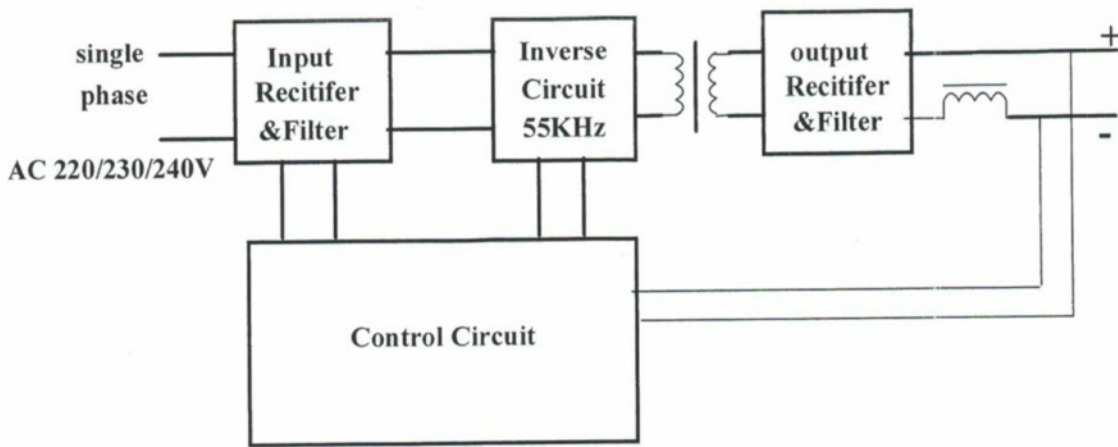 single
phase
AC 220/230/240V
Input
Recitifer
&Filter
Inverse
Circuit
55KHz
output
Recitifer
&Filter
+
-
Control Circuit